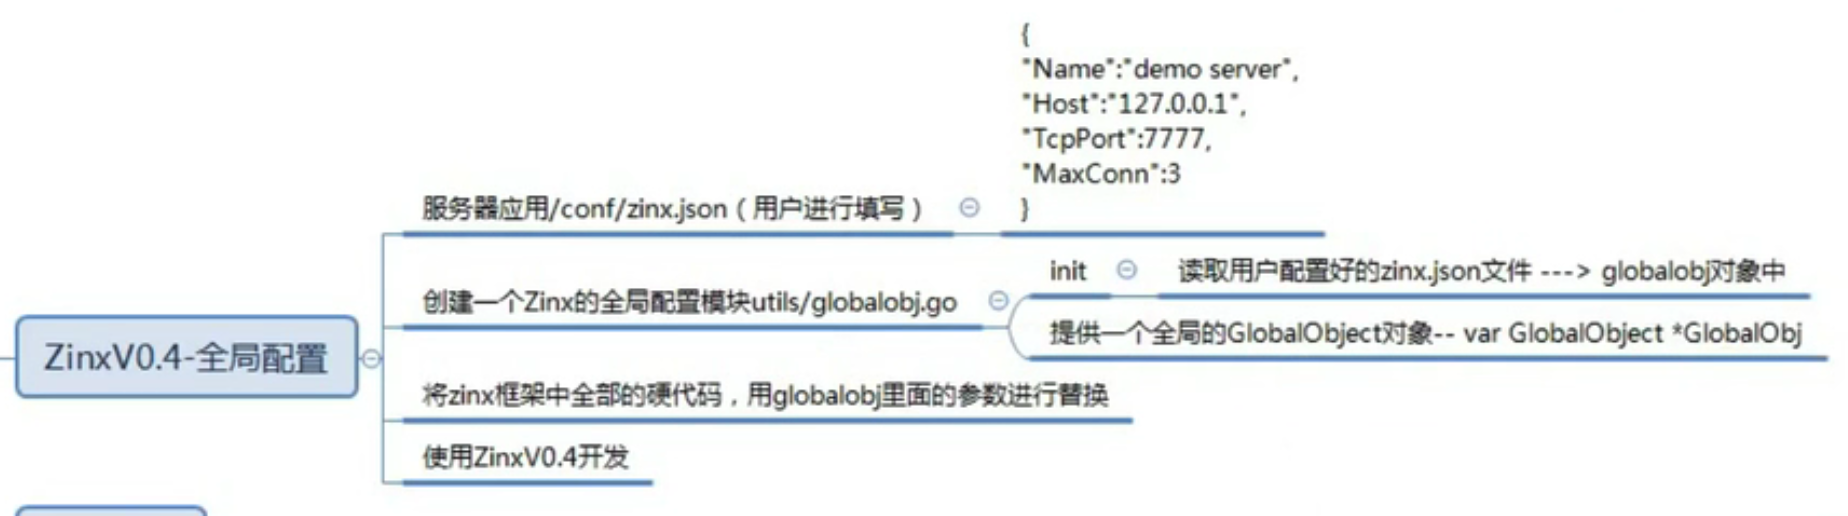 {
"Name":"demo server",
"Host":"127.0.0.1",
"TcpPort":7777,
"MaxConn":3
}
服务器应用/conf/zinx.json（用户进行填写）
init
读取用户配置好的zinx.json文件 ---> globalobj对象中
创建一个Zinx的全局配置模块utils/globalobj.go
提供一个全局的GlobalObject对象-- var GlobalObject *GlobalObj
ZinxV0.4-全局配置
将zinx框架中全部的硬代码，用globalobj里面的参数进行替换
使用ZinxV0.4开发